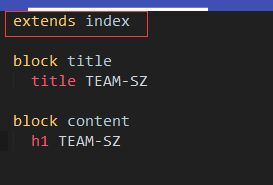 extends index
block title
title TEAM-SZ
block content
h1 TEAM-SZ